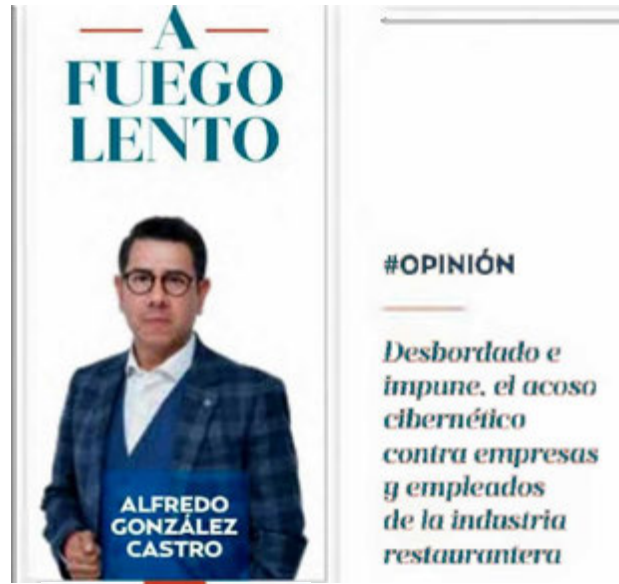 A
FUEGO
LENTO
ALFREDO
GONZÁLEZ
CASTRO
#OPINIÓN
Desbordado e
impune, el acoso
cibernético
contra empresas
y empleados
de la industria
restaurantera